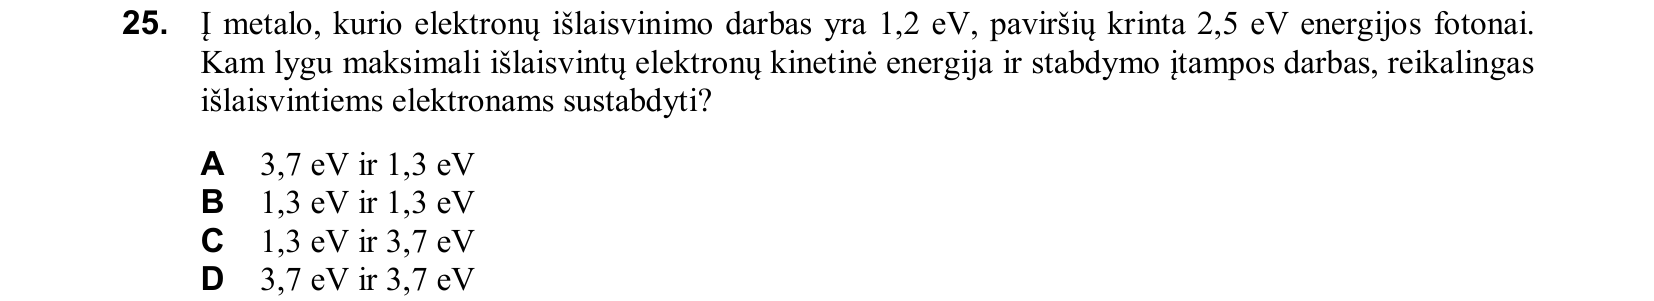 25. Į metalo, kurio elektronų išlaisvinimo darbas yra 1,2 eV, paviršių krinta 2,5 eV energijos fotonai.
Kam lygu maksimali išlaisvintų elektronų kinetinė energija ir stabdymo įtampos darbas, reikalingas
išlaisvintiems elektronams sustabdyti?
A 3,7 eV ir 1,3 eV
B 1,3 eV ir 1,3 eV
C 1,3 eV ir 3,7 eV
D 3,7 eV ir 3,7 eV